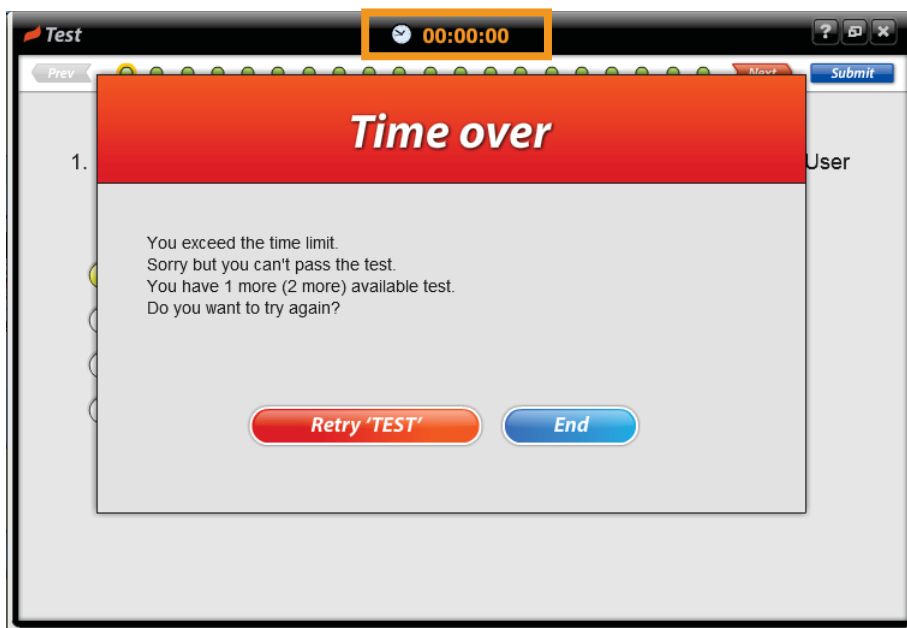 Test
00:00:00
?
Prev
Next
Submit
Time over
1.
User
You exceed the time limit.
Sorry but you can't pass the test.
You have 1 more (2 more) available test.
Do you want to try again?
Retry ‘TEST’
End